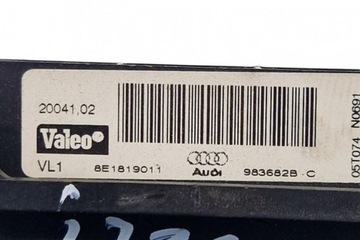 20041,02
Valeo
VL1
8E1819011
Audi
983682B - C
05T074 N0691